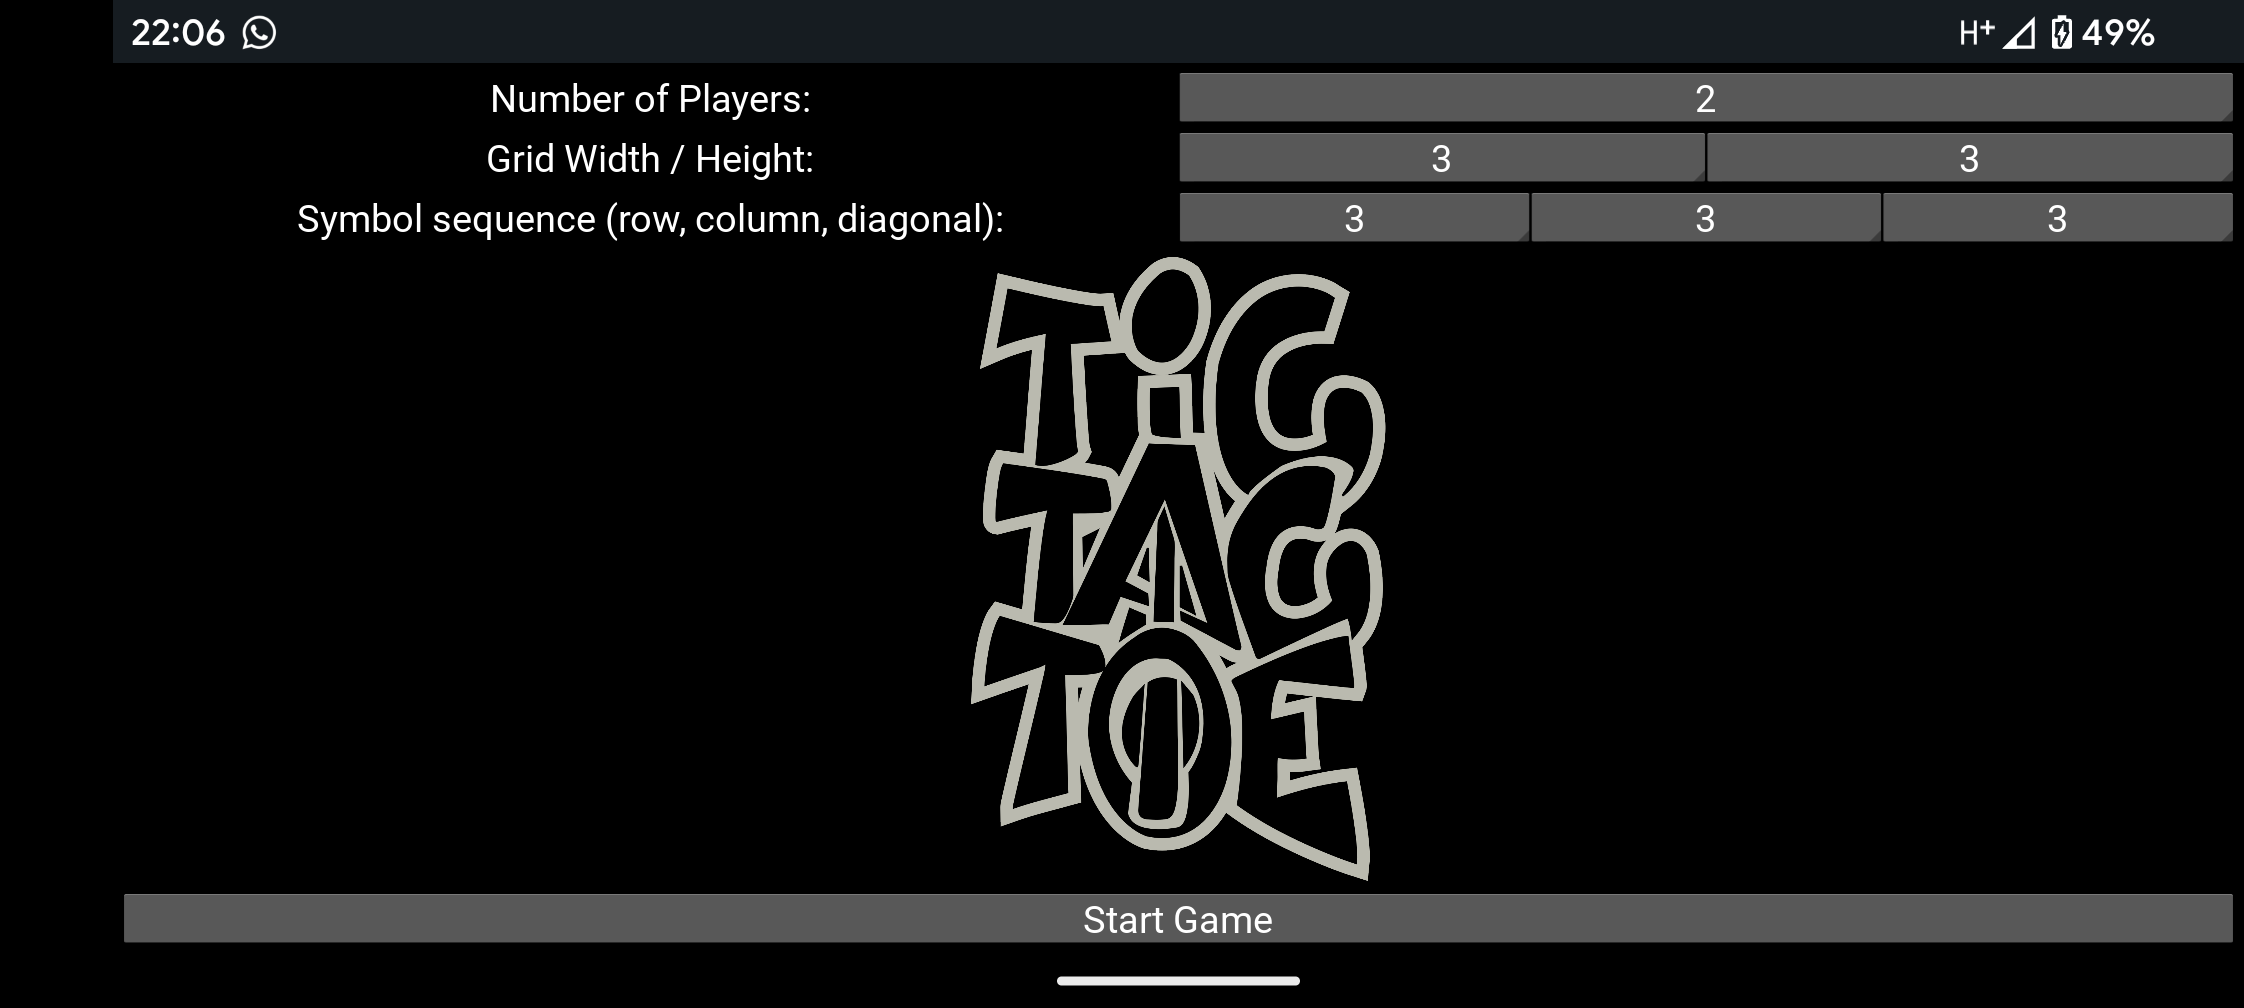 22:06 H+ 49%
Number of Players: 2
Grid Width / Height: 3 3
Symbol sequence (row, column, diagonal): 3 3 3
TiC
TAC
TOE
Start Game